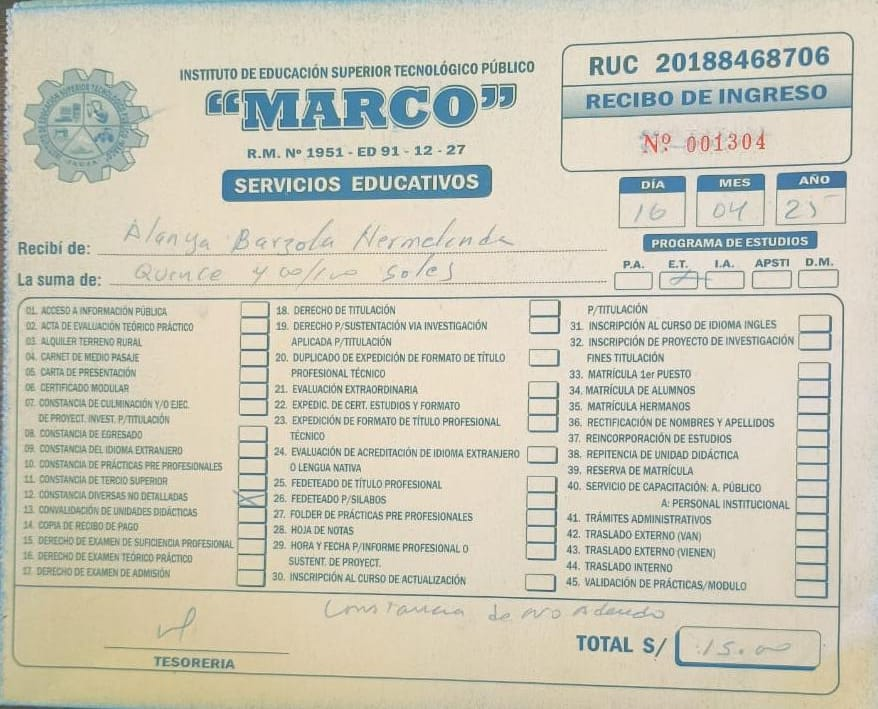 INSTITUTO DE EDUCACIÓN SUPERIOR TECNOLÓGICO PÚBLICO
"MARCO"
R.M. Nº 1951 - ED 91 - 12 - 27
SERVICIOS EDUCATIVOS
RUC 20188468706
RECIBO DE INGRESO
Nº 001304
DÍA MES AÑO
16 04 25
Recibí de: Alanya Barzola Hermelinda
La suma de: Quince y 00/100 soles
PROGRAMA DE ESTUDIOS
P.A. E.T. I.A. APSTI D.M.
01. ACCESO A INFORMACIÓN PÚBLICA
02. ACTA DE EVALUACIÓN TEÓRICO PRÁCTICO
03. ALQUILER TERRENO RURAL
04. CARNET DE MEDIO PASAJE
05. CARTA DE PRESENTACIÓN
06. CERTIFICADO MODULAR
07. CONSTANCIA DE CULMINACIÓN Y/O EJEC.
DE PROYECT. INVEST. P/TITULACIÓN
08. CONSTANCIA DE EGRESADO
09. CONSTANCIA DEL IDIOMA EXTRANJERO
10. CONSTANCIA DE PRÁCTICAS PRE PROFESIONALES
11. CONSTANCIA DE TERCIO SUPERIOR
12. CONSTANCIA DIVERSAS NO DETALLADAS
13. CONVALIDACIÓN DE UNIDADES DIDÁCTICAS
14. COPIA DE RECIBO DE PAGO
15. DERECHO DE EXAMEN DE SUFICIENCIA PROFESIONAL
16. DERECHO DE EXAMEN TEÓRICO PRÁCTICO
17. DERECHO DE EXAMEN DE ADMISIÓN
18. DERECHO DE TITULACIÓN
19. DERECHO P/SUSTENTACIÓN VIA INVESTIGACIÓN
APLICADA P/TITULACIÓN
20. DUPLICADO DE EXPEDICIÓN DE FORMATO DE TÍTULO
PROFESIONAL TÉCNICO
21. EVALUACIÓN EXTRAORDINARIA
22. EXPEDIC. DE CERT. ESTUDIOS Y FORMATO
23. EXPEDICIÓN DE FORMATO DE TÍTULO PROFESIONAL
TÉCNICO
24. EVALUACIÓN DE ACREDITACIÓN DE IDIOMA EXTRANJERO
O LENGUA NATIVA
25. FEDETEADO DE TÍTULO PROFESIONAL
26. FEDETEADO P/SILABOS
27. FOLDER DE PRÁCTICAS PRE PROFESIONALES
28. HOJA DE NOTAS
29. HORA Y FECHA P/INFORME PROFESIONAL O
SUSTENT. DE PROYECT.
30. INSCRIPCIÓN AL CURSO DE ACTUALIZACIÓN
P/TITULACIÓN
31. INSCRIPCIÓN AL CURSO DE IDIOMA INGLES
32. INSCRIPCIÓN DE PROYECTO DE INVESTIGACIÓN
FINES TITULACIÓN
33. MATRÍCULA 1er PUESTO
34. MATRÍCULA DE ALUMNOS
35. MATRÍCULA HERMANOS
36. RECTIFICACIÓN DE NOMBRES Y APELLIDOS
37. REINCORPORACIÓN DE ESTUDIOS
38. REPITENCIA DE UNIDAD DIDÁCTICA
39. RESERVA DE MATRÍCULA
40. SERVICIO DE CAPACITACIÓN: A. PÚBLICO
A: PERSONAL INSTITUCIONAL
41. TRÁMITES ADMINISTRATIVOS
42. TRASLADO EXTERNO (VAN)
43. TRASLADO EXTERNO (VIENEN)
44. TRASLADO INTERNO
45. VALIDACIÓN DE PRÁCTICAS/MODULO
Constancia de no Adeudo
TESORERIA
TOTAL S/ 15.00